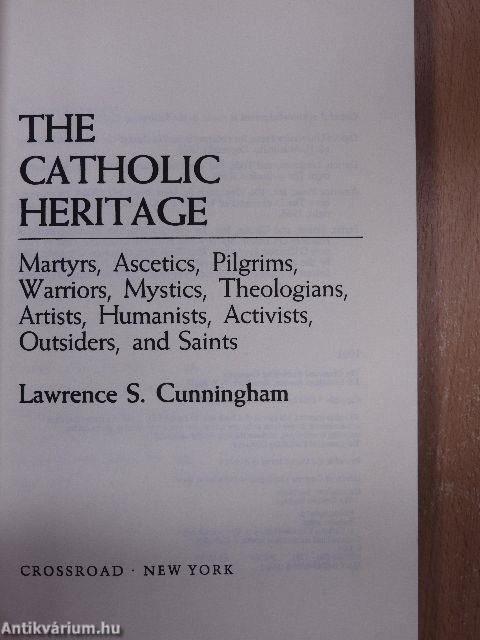 THE
CATHOLIC
HERITAGE
Martyrs, Ascetics, Pilgrims,
Warriors, Mystics, Theologians,
Artists, Humanists, Activists,
Outsiders, and Saints
Lawrence S. Cunningham
CROSSROAD · NEW YORK
Antikvárium.hu